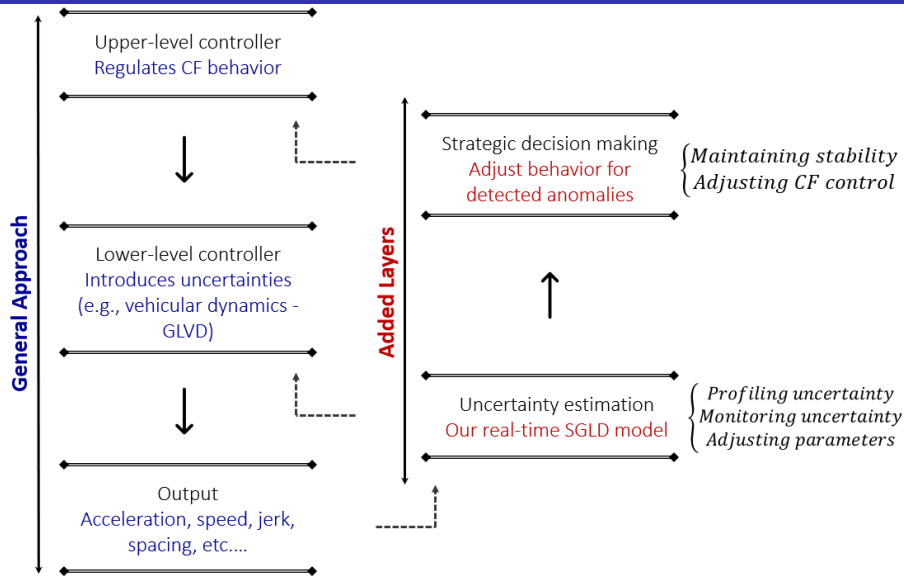 General Approach
Upper-level controller
Regulates CF behavior
Lower-level controller
Introduces uncertainties
(e.g., vehicular dynamics -
GLVD)
Output
Acceleration, speed, jerk,
spacing, etc....
Added Layers
Strategic decision making
Adjust behavior for
detected anomalies
Maintaining stability
Adjusting CF control
Uncertainty estimation
Our real-time SGLD model
Profiling uncertainty
Monitoring uncertainty
Adjusting parameters